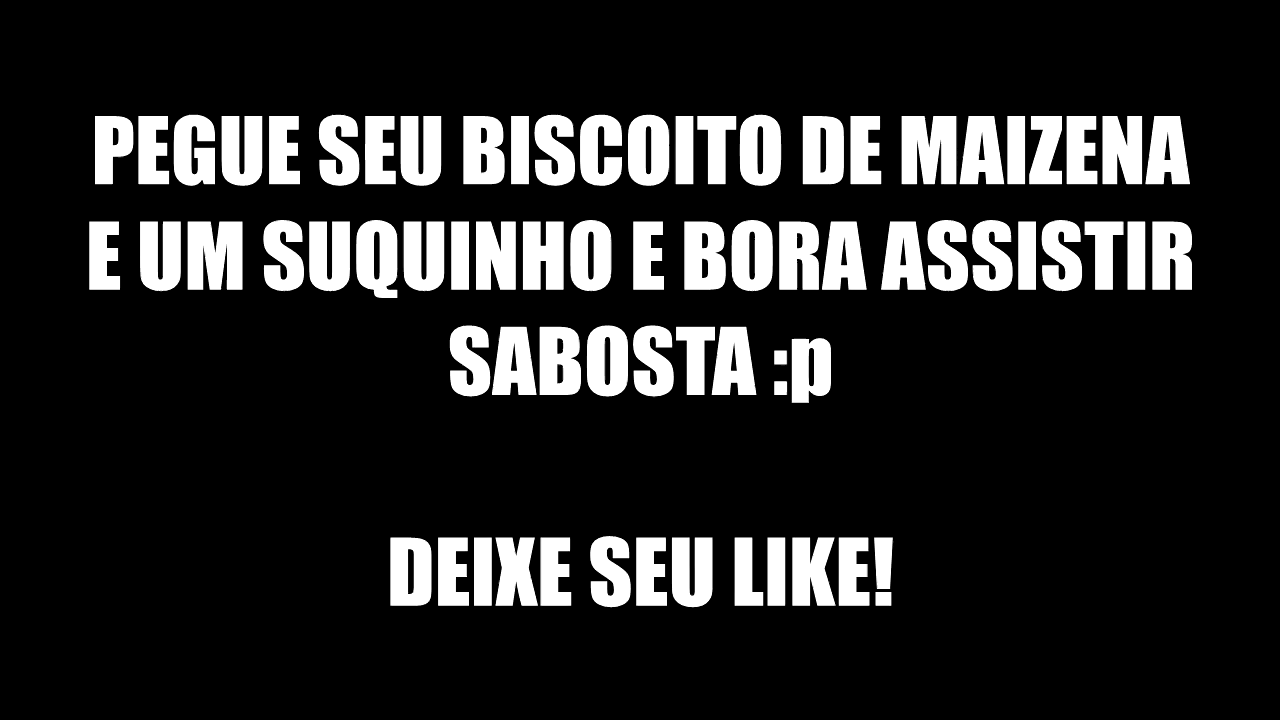 PEGUE SEU BISCOITO DE MAIZENA
E UM SUQUINHO E BORA ASSISTIR
SABOSTA :p
DEIXE SEU LIKE!